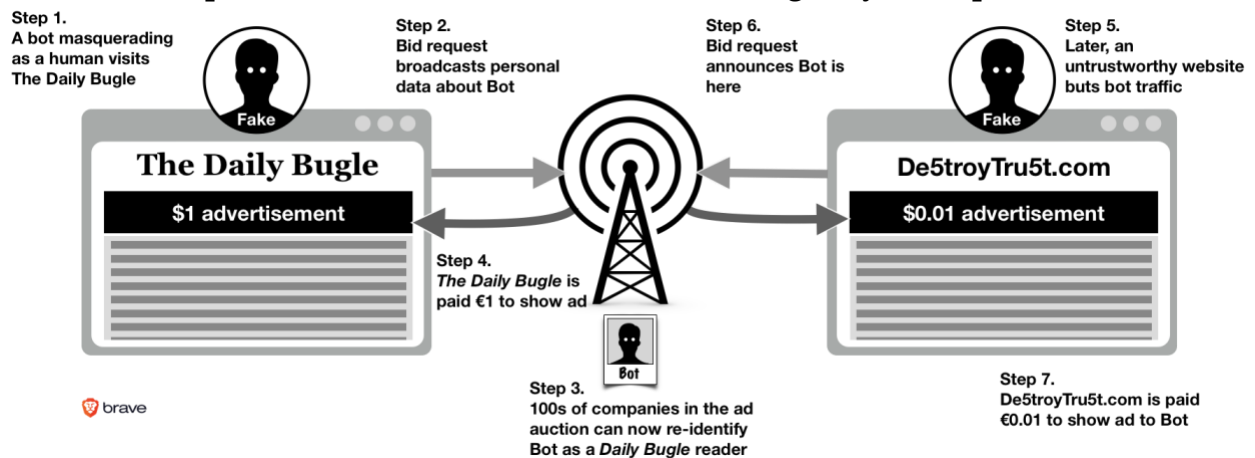 Step 1.
A bot masquerading
as a human visits
The Daily Bugle
Fake
The Daily Bugle
$1 advertisement
Step 2.
Bid request
broadcasts personal
data about Bot
Step 4.
The Daily Bugle is
paid €1 to show ad
Bot
Step 3.
100s of companies in the ad
auction can now re-identify
Bot as a Daily Bugle reader
Step 6.
Bid request
announces Bot is
here
Step 5.
Later, an
untrustworthy website
buts bot traffic
Fake
De5troyTru5t.com
$0.01 advertisement
Step 7.
De5troyTru5t.com is paid
€0.01 to show ad to Bot
brave